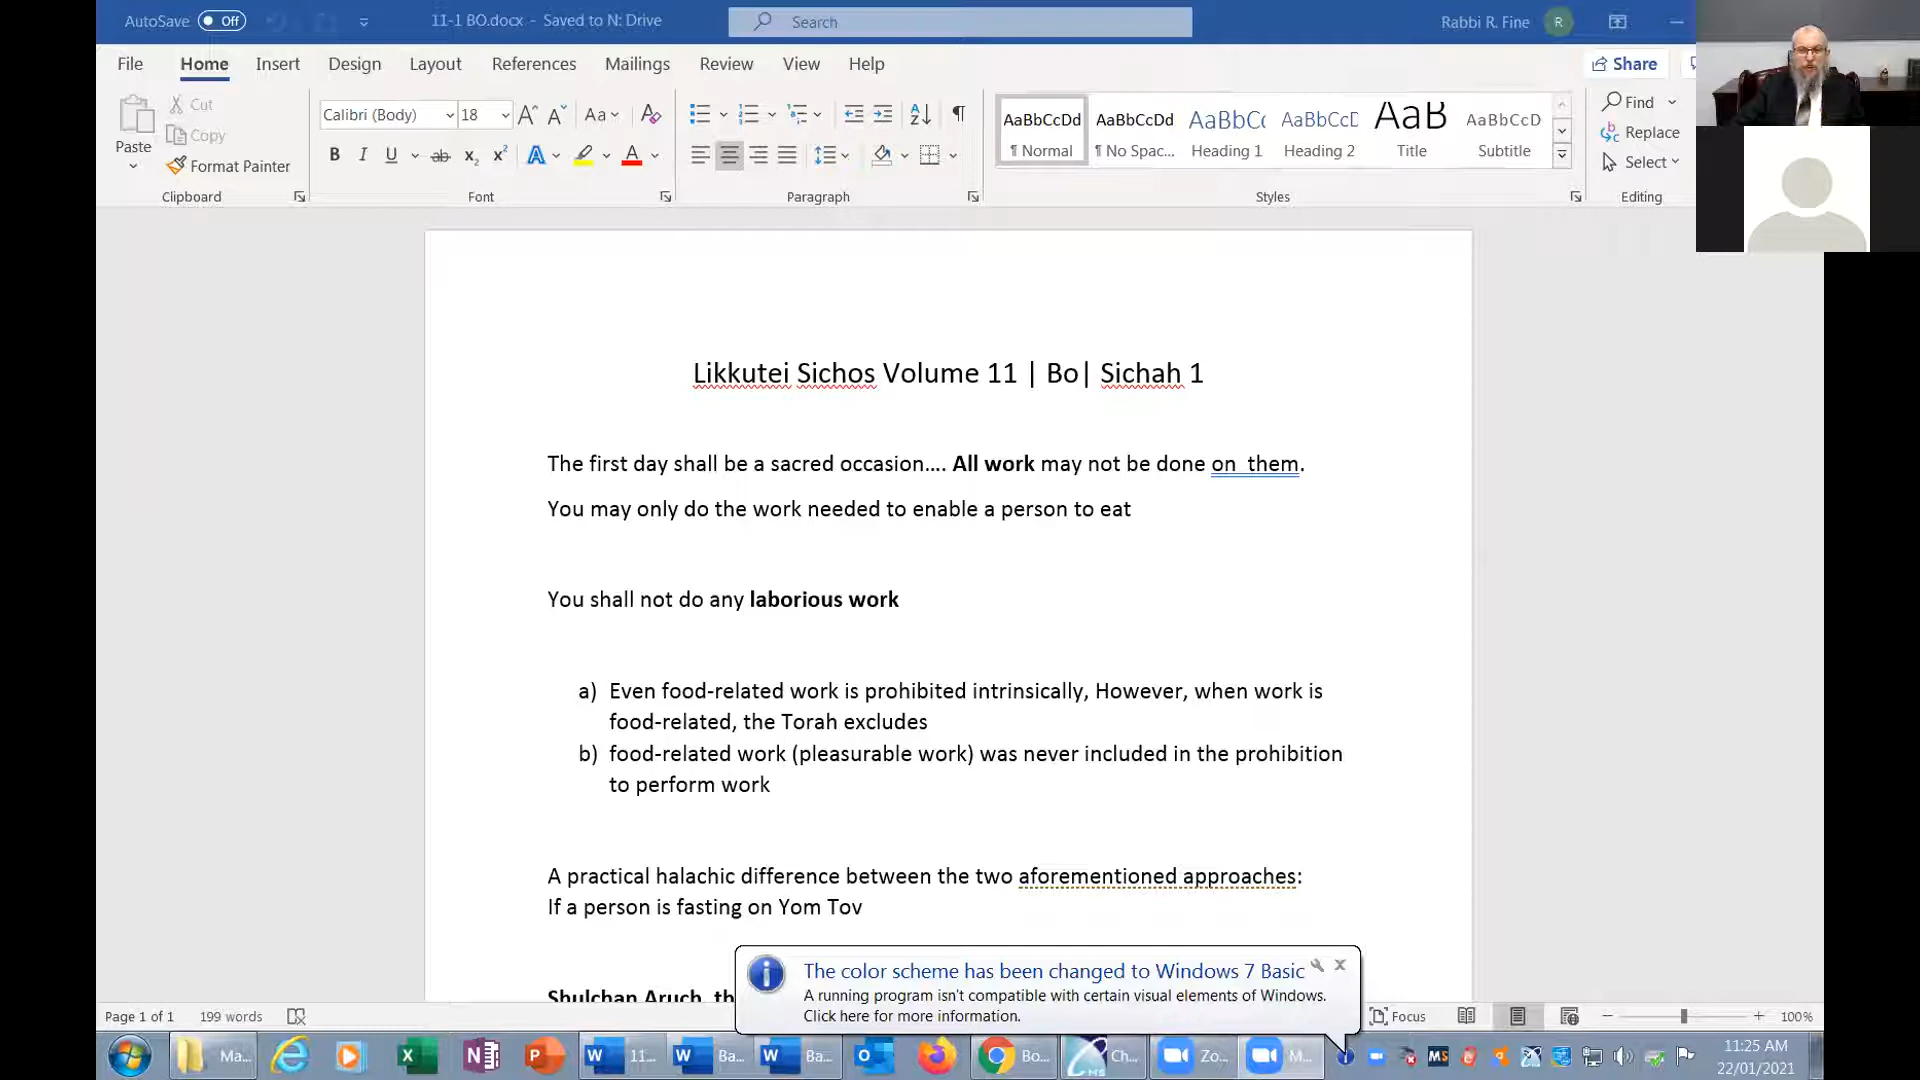 AutoSave Off 11-1 BO.docx - Saved to N: Drive Search Rabbi R. Fine R
File Home Insert Design Layout References Mailings Review View Help Share
Paste Cut Copy Format Painter
Calibri (Body) 18
AaBbCcDd AaBbCcDd AaBbCc AaBbCcD AaB AaBbCcD
¶ Normal ¶ No Spac... Heading 1 Heading 2 Title Subtitle
Find
Replace
Select
Clipboard Font Paragraph Styles Editing
Likkutei Sichos Volume 11 | Bo| Sichah 1
The first day shall be a sacred occasion.... All work may not be done on  them.
You may only do the work needed to enable a person to eat
You shall not do any laborious work
a) Even food-related work is prohibited intrinsically, However, when work is
food-related, the Torah excludes
b) food-related work (pleasurable work) was never included in the prohibition
to perform work
A practical halachic difference between the two aforementioned approaches:
If a person is fasting on Yom Tov
Shulchan Aruch, th
The color scheme has been changed to Windows 7 Basic
A running program isn't compatible with certain visual elements of Windows.
Click here for more information.
Page 1 of 1 199 words Focus 100%
Ma... 11... Ba... Ba... Bo... Ch... Zo... M...
11:25 AM
22/01/2021